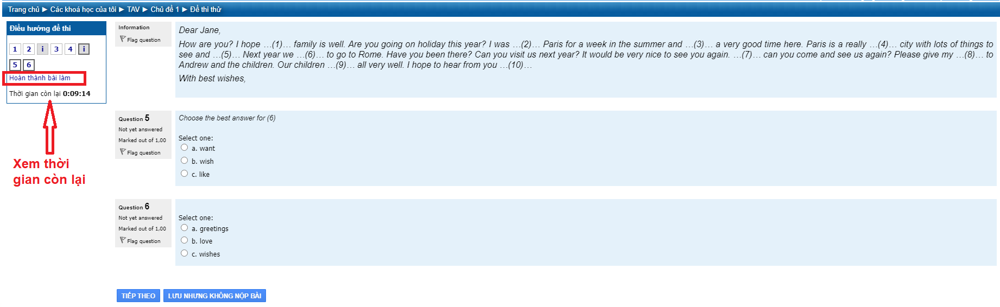 Trang chủ ► Các khoá học của tôi ► TAV ► Chủ đề 1 ► Đề thi thử
Điều hướng đề thi
1 2 i 3 4 i
5 6
Hoàn thành bài làm
Thời gian còn lại 0:09:14
Xem thời
gian còn lại
Information
Flag question
Dear Jane,
How are you? I hope …(1)… family is well. Are you going on holiday this year? I was …(2)… Paris for a week in the summer and …(3)… a very good time here. Paris is a really …(4)… city with lots of things to
see and …(5)… Next year we …(6)… to go to Rome. Have you been there? Can you visit us next year? It would be very nice to see you again. …(7)… can you come and see us again? Please give my …(8)… to
Andrew and the children. Our children …(9)… all very well. I hope to hear from you …(10)…
With best wishes,
Question 5
Not yet answered
Marked out of 1,00
Flag question
Choose the best answer for (6)
Select one:
a. want
b. wish
c. like
Question 6
Not yet answered
Marked out of 1,00
Flag question
Select one:
a. greetings
b. love
c. wishes
TIẾP THEO
LƯU NHƯNG KHÔNG NỘP BÀI